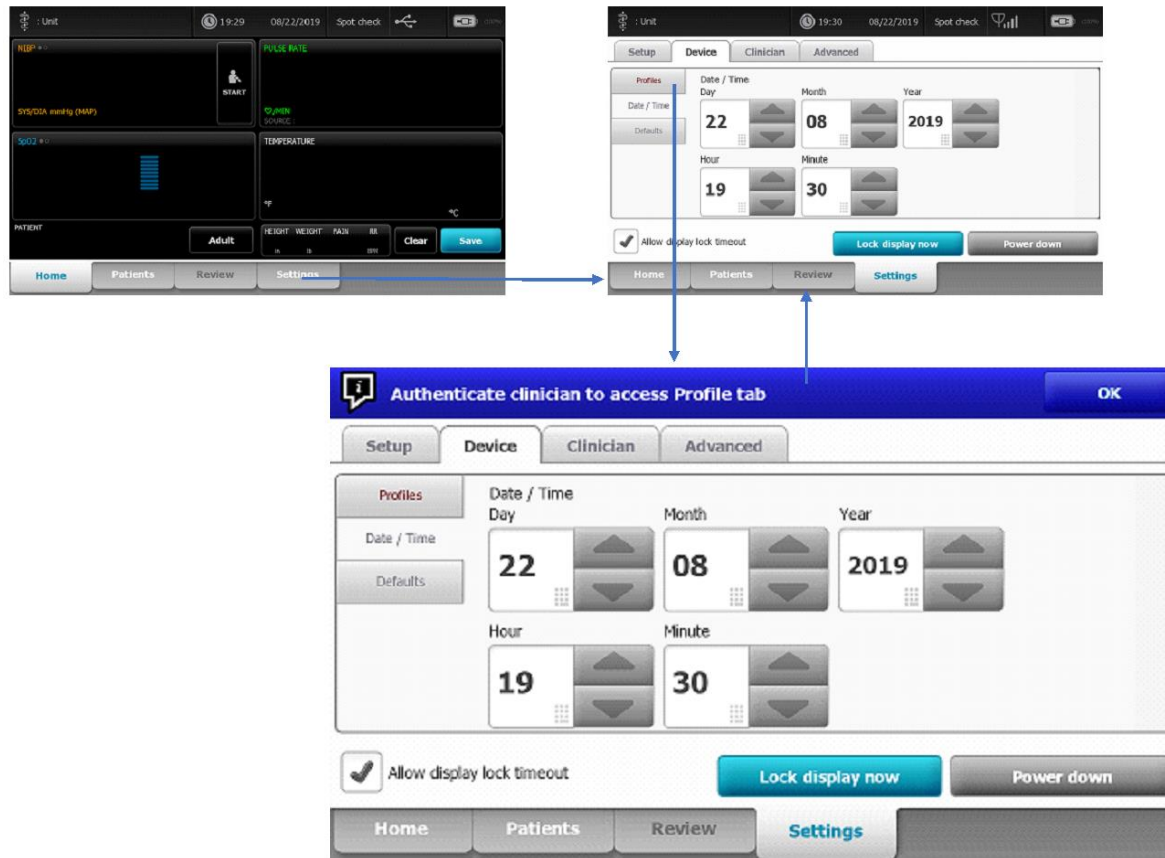 : Unit 19:29 08/22/2019 Spot check
NIBP
PULSE RATE
START
SYS/DIA mmHg (MAP)
♡/MIN
SOURCE :
SpO2
TEMPERATURE
°F
°C
PATIENT
Adult
HEIGHT WEIGHT PAIN RR
in lb
Clear
Save
Home Patients Review Settings
: Unit 19:30 08/22/2019 Spot check
Setup Device Clinician Advanced
Profiles
Date / Time
Defaults
Date / Time
Day Month Year
22 08 2019
Hour Minute
19 30
Allow display lock timeout
Lock display now
Power down
Home Patients Review Settings
Authenticate clinician to access Profile tab
OK
Setup Device Clinician Advanced
Profiles
Date / Time
Defaults
Date / Time
Day Month Year
22 08 2019
Hour Minute
19 30
Allow display lock timeout
Lock display now
Power down
Home Patients Review Settings